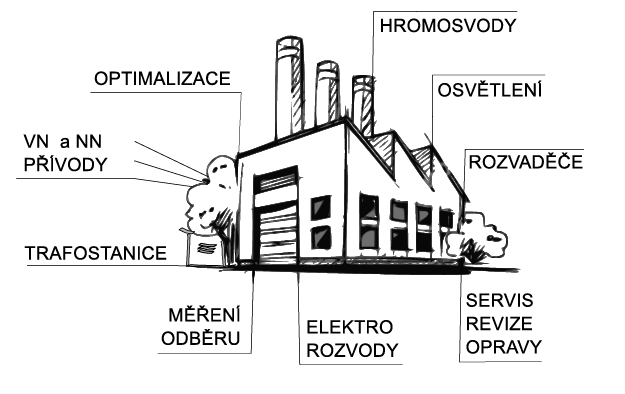 HROMOSVODY
OPTIMALIZACE
OSVĚTLENÍ
VN a NN
PŘÍVODY
ROZVADĚČE
TRAFOSTANICE
MĚŘENÍ
ODBĚRU
ELEKTRO
ROZVODY
SERVIS
REVIZE
OPRAVY